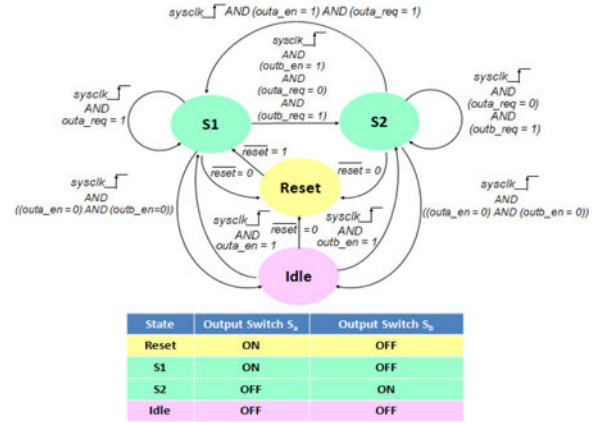 sysclk AND (outa_en = 1) AND (outa_req = 1)
sysclk
AND
(outb_en = 1)
AND
(outa_req = 0)
AND
(outb_req = 1)
sysclk
AND
outa_req = 1
sysclk
AND
(outa_req = 0)
AND
(outb_req = 1)
S1
S2
reset = 1
reset = 0
reset = 0
Reset
sysclk
AND
((outa_en = 0) AND (outb_en=0))
sysclk
AND
((outa_en = 0) AND (outb_en = 0))
sysclk
AND
outa_en = 1
reset = 0
sysclk
AND
outb_en = 1
Idle
State Output Switch Sa Output Switch Sb
Reset ON OFF
S1 ON OFF
S2 OFF ON
Idle OFF OFF